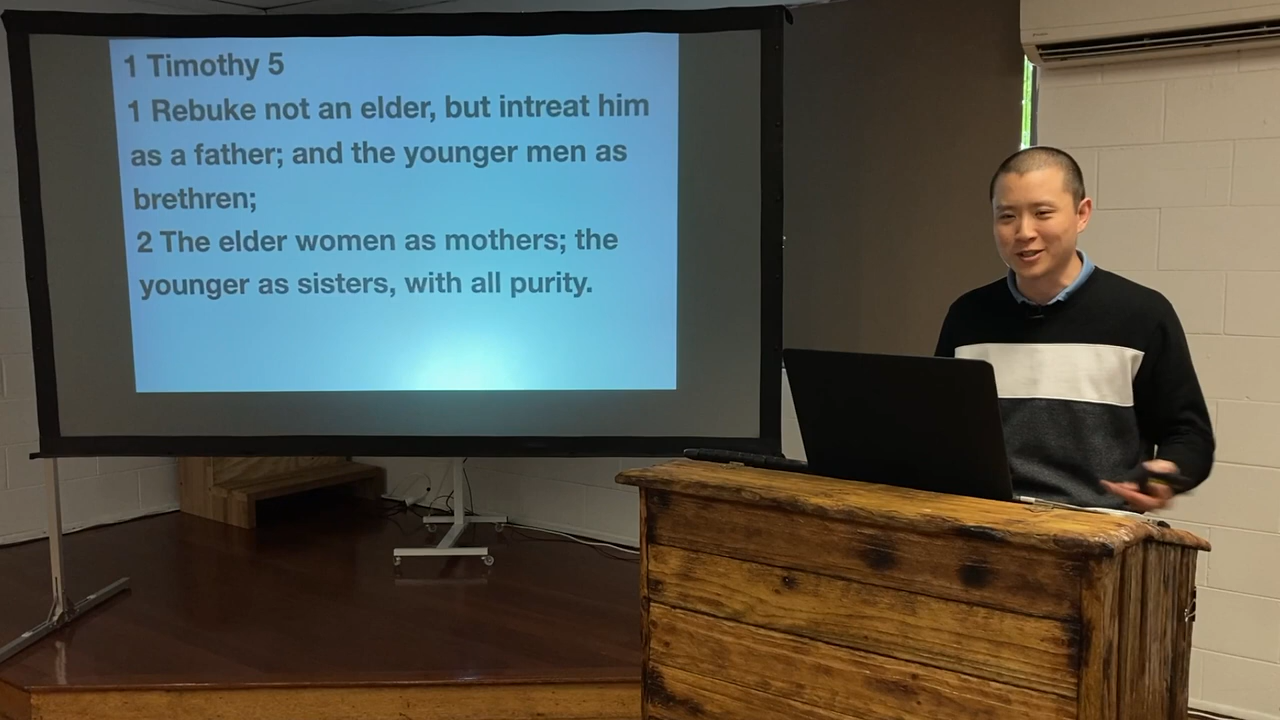 1 Timothy 5
1 Rebuke not an elder, but intreat him
as a father; and the younger men as
brethren;
2 The elder women as mothers; the
younger as sisters, with all purity.